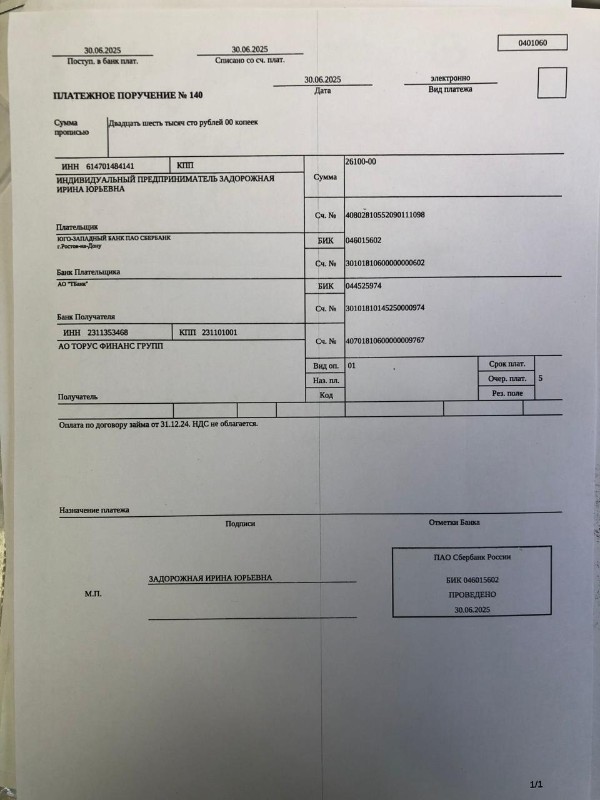 30.06.2025
30.06.2025
0401060
Поступ. в банк плат.
Списано со сч. плат.
ПЛАТЕЖНОЕ ПОРУЧЕНИЕ № 140
30.06.2025
электронно
Дата
Вид платежа
Сумма прописью
Двадцать шесть тысяч сто рублей 00 копеек
ИНН 614701484141
КПП
Сумма
26100-00
ИНДИВИДУАЛЬНЫЙ ПРЕДПРИНИМАТЕЛЬ ЗАДОРОЖНАЯ
ИРИНА ЮРЬЕВНА
Сч. №
40802810552090111098
Плательщик
ЮГО-ЗАПАДНЫЙ БАНК ПАО СБЕРБАНК
г.Ростов-на-Дону
БИК
046015602
Сч. №
30101810600000000602
Банк Плательщика
АО "ТБанк"
БИК
044525974
Сч. №
30101810145250000974
Банк Получателя
ИНН 2311353468
КПП 231101001
Сч. №
40701810600000009767
АО ТОРУС ФИНАНС ГРУПП
Вид оп.
01
Срок плат.
Наз. пл.
Очер. плат.
5
Получатель
Код
Рез. поле
Оплата по договору займа от 31.12.24. НДС не облагается.
Назначение платежа
Подписи
Отметки Банка
ПАО Сбербанк России
БИК 046015602
ПРОВЕДЕНО
30.06.2025
ЗАДОРОЖНАЯ ИРИНА ЮРЬЕВНА
М.П.
1/1